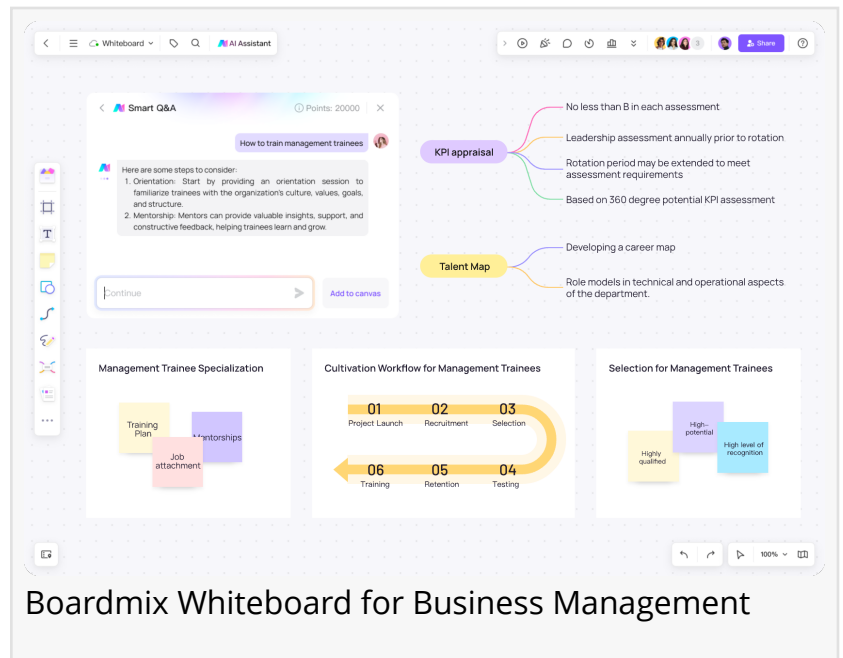 Whiteboard
AI Assistant
3
Share
Smart Q&A
Points: 20000
How to train management trainees
Here are some steps to consider:
1. Orientation: Start by providing an orientation session to
familiarize trainees with the organization's culture, values, goals,
and structure.
2. Mentorship: Mentors can provide valuable insights, support, and
constructive feedback, helping trainees learn and grow.
Continue
Add to canvas
KPI appraisal
No less than B in each assessment
Leadership assessment annually prior to rotation
Rotation period may be extended to meet
assessment requirements
Based on 360 degree potential KPI assessment
Talent Map
Developing a career map
Role models in technical and operational aspects
of the department.
Management Trainee Specialization
Training
Plan
Mentorships
Job
attachment
Cultivation Workflow for Management Trainees
01 02 03
Project Launch Recruitment Selection
06 05 04
Training Retention Testing
Selection for Management Trainees
Highly
qualified
High-
potential
High level of
recognition
100%
Boardmix Whiteboard for Business Management